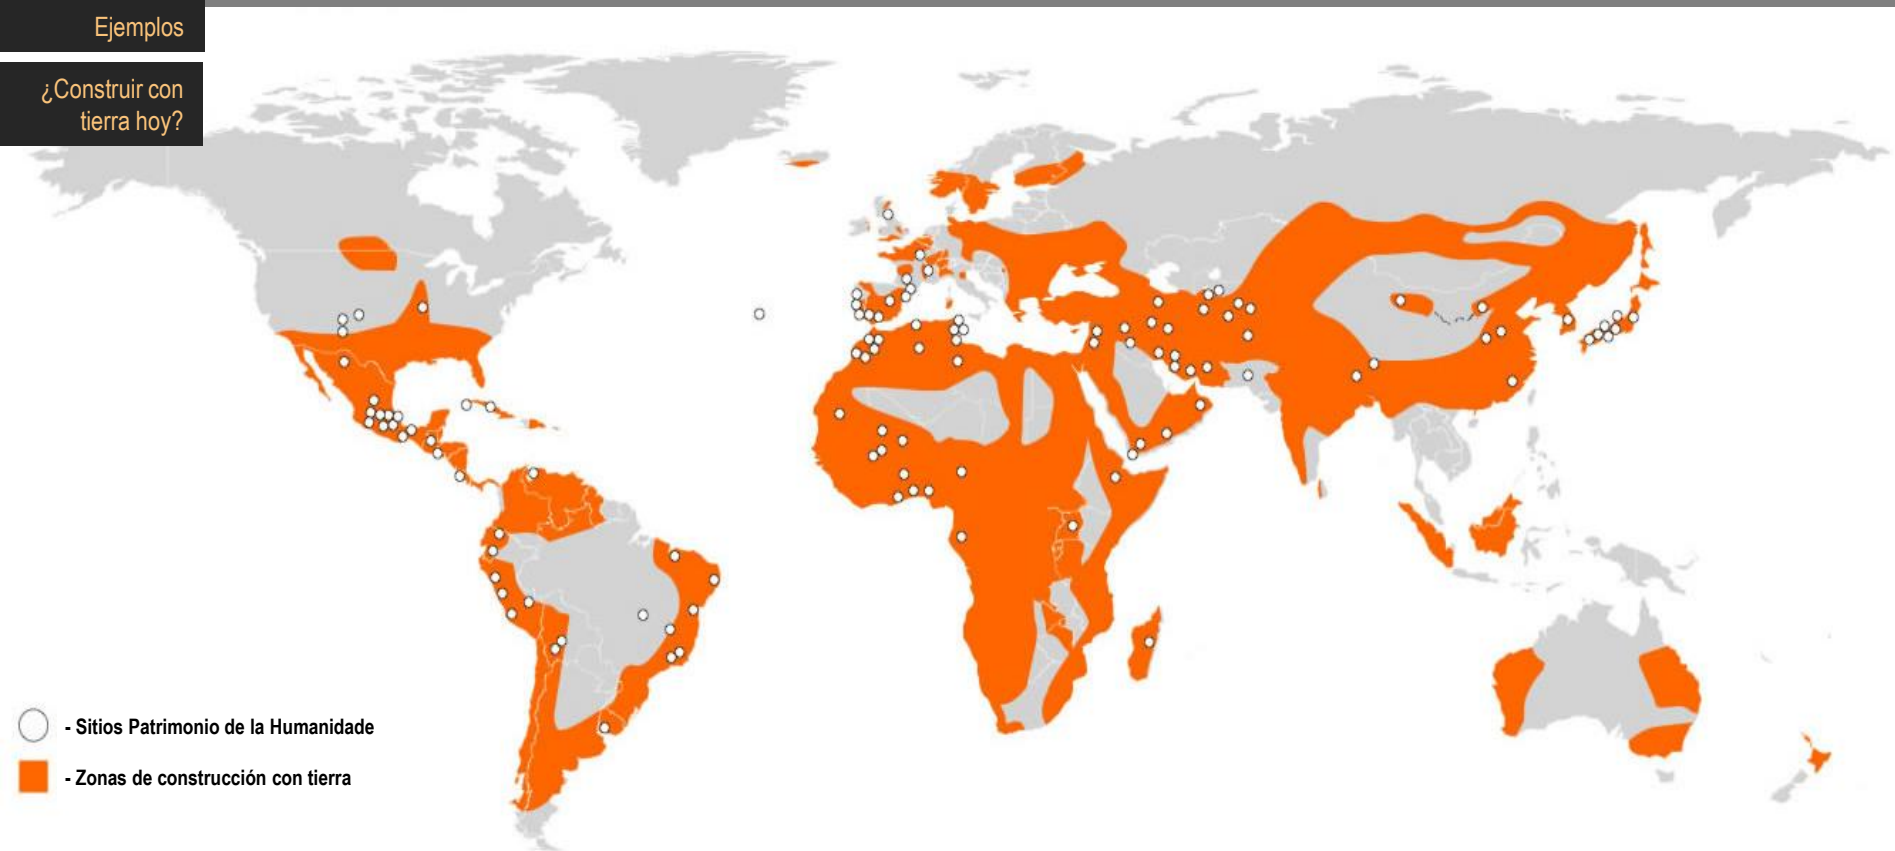 Ejemplos
¿Construir con
tierra hoy?
- Sitios Patrimonio de la Humanidade
- Zonas de construcción con tierra